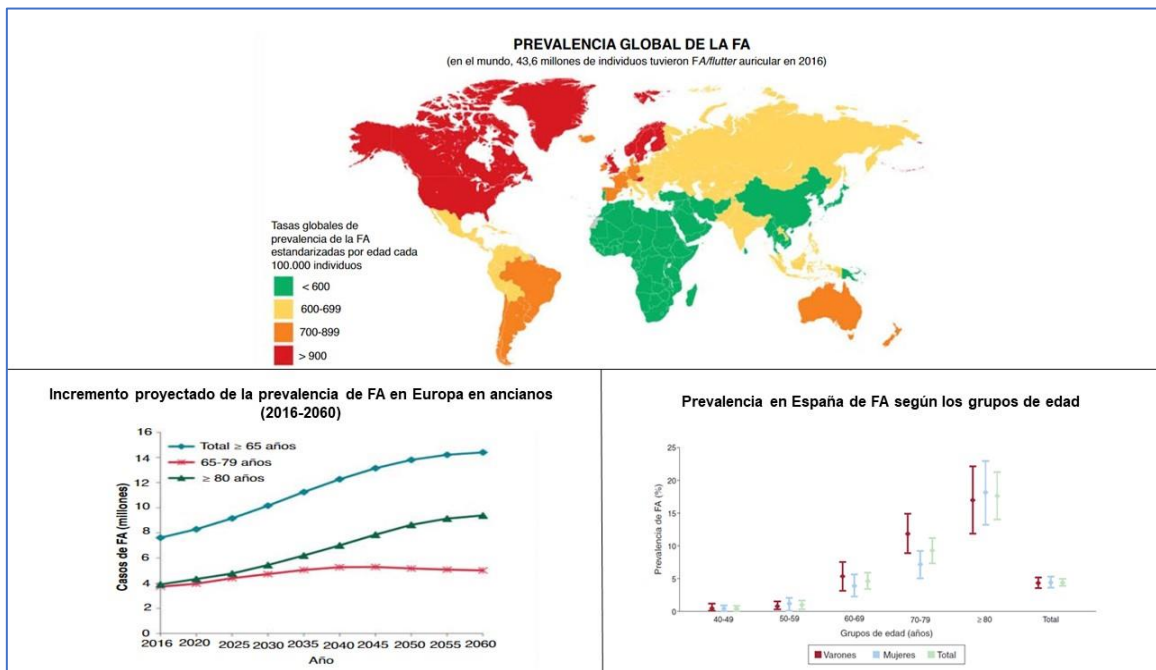 PREVALENCIA GLOBAL DE LA FA
(en el mundo, 43,6 millones de individuos tuvieron FA/flutter auricular en 2016)
Tasas globales de
prevalencia de la FA
estandarizadas por edad cada
100.000 individuos
< 600
600-699
700-899
> 900
Incremento proyectado de la prevalencia de FA en Europa en ancianos
(2016-2060)
16
14
12
10
8
6
4
2
0
Casos de FA (millones)
Total ≥ 65 años
65-79 años
≥ 80 años
2016 2020 2025 2030 2035 2040 2045 2050 2055 2060
Año
Prevalencia en España de FA según los grupos de edad
25
20
15
10
5
0
Prevalencia de FA (%)
40-49 50-59 60-69 70-79 ≥ 80 Total
Grupos de edad (años)
Varones Mujeres Total